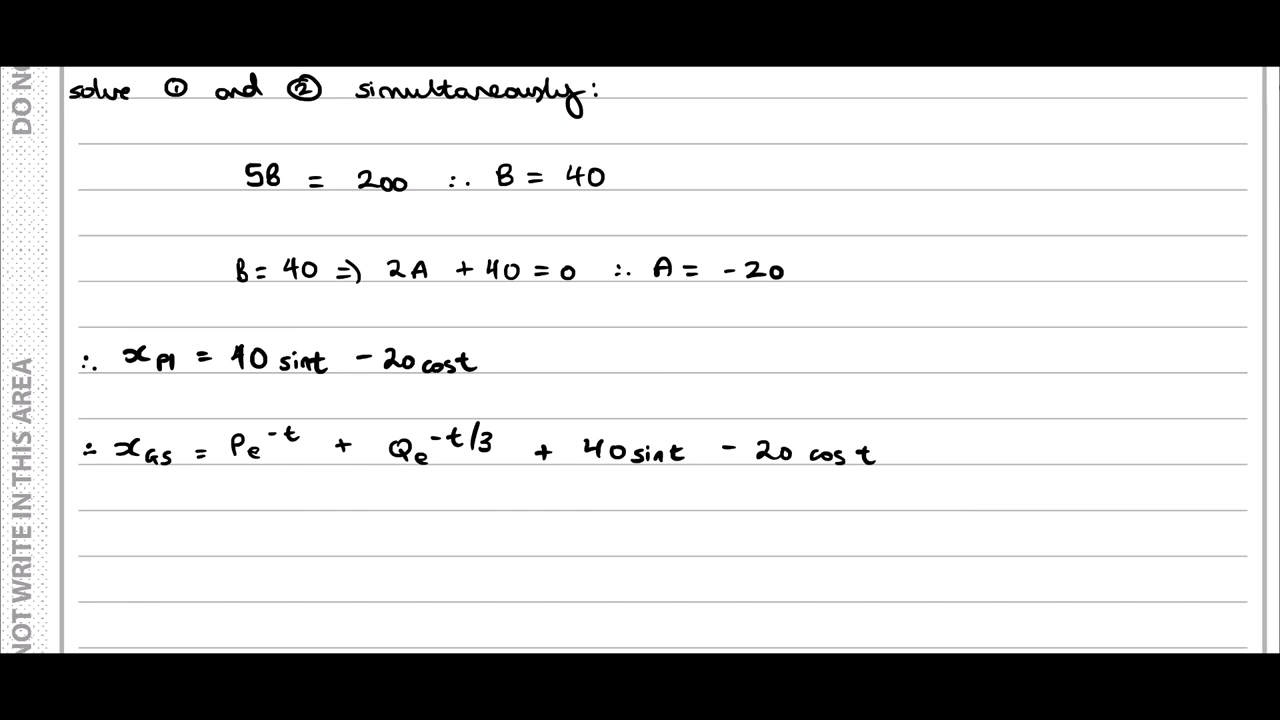 solve ① and ② simultaneously:
5B = 200 ∴ B = 40
B = 40 ⇒ 2A + 40 = 0 ∴ A = -20
∴ x_PI = 40 sint - 20 cost
∴ x_GS = Pe^-t + Qe^-t/3 + 40 sint - 20 cos t
DO NO
NOT WRITE IN THIS AREA